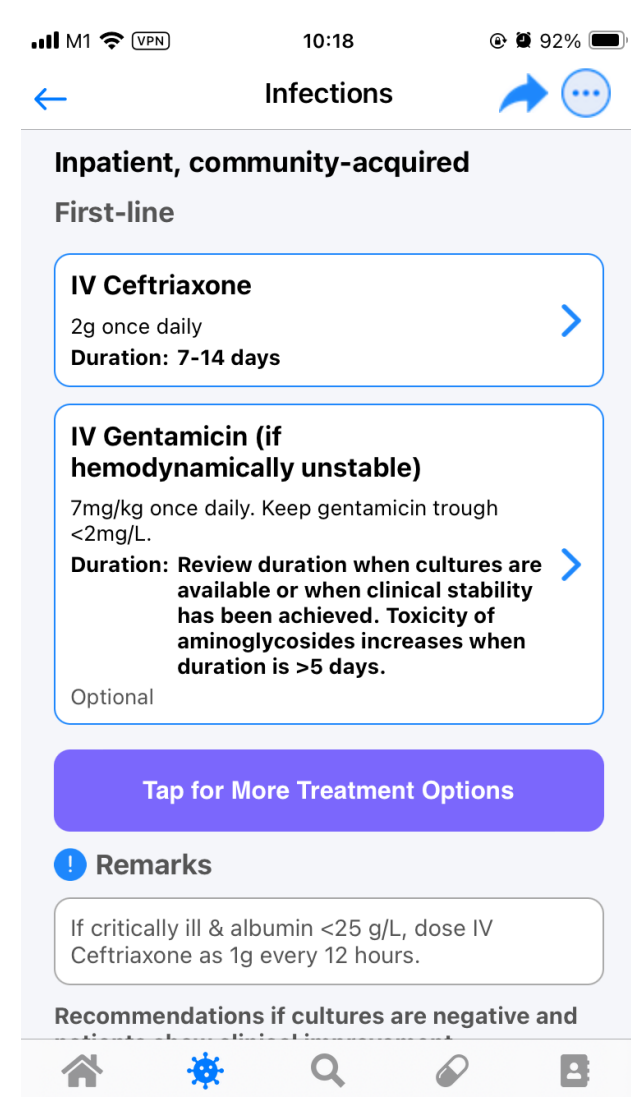 M1 VPN 10:18 92%
Infections
Inpatient, community-acquired
First-line
IV Ceftriaxone
2g once daily
Duration: 7-14 days
IV Gentamicin (if
hemodynamically unstable)
7mg/kg once daily. Keep gentamicin trough
<2mg/L.
Duration: Review duration when cultures are
available or when clinical stability
has been achieved. Toxicity of
aminoglycosides increases when
duration is >5 days.
Optional
Tap for More Treatment Options
Remarks
If critically ill & albumin <25 g/L, dose IV
Ceftriaxone as 1g every 12 hours.
Recommendations if cultures are negative and